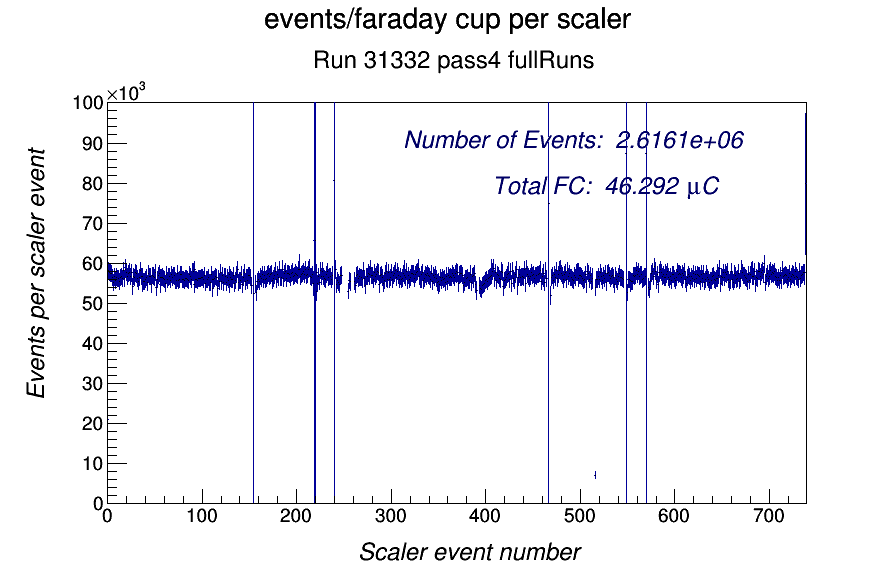 events/faraday cup per scaler
Run 31332 pass4 fullRuns
×10³
100
90
80
70
60
50
40
30
20
10
0
Events per scaler event
Number of Events: 2.6161e+06
Total FC: 46.292 μC
0 100 200 300 400 500 600 700
Scaler event number